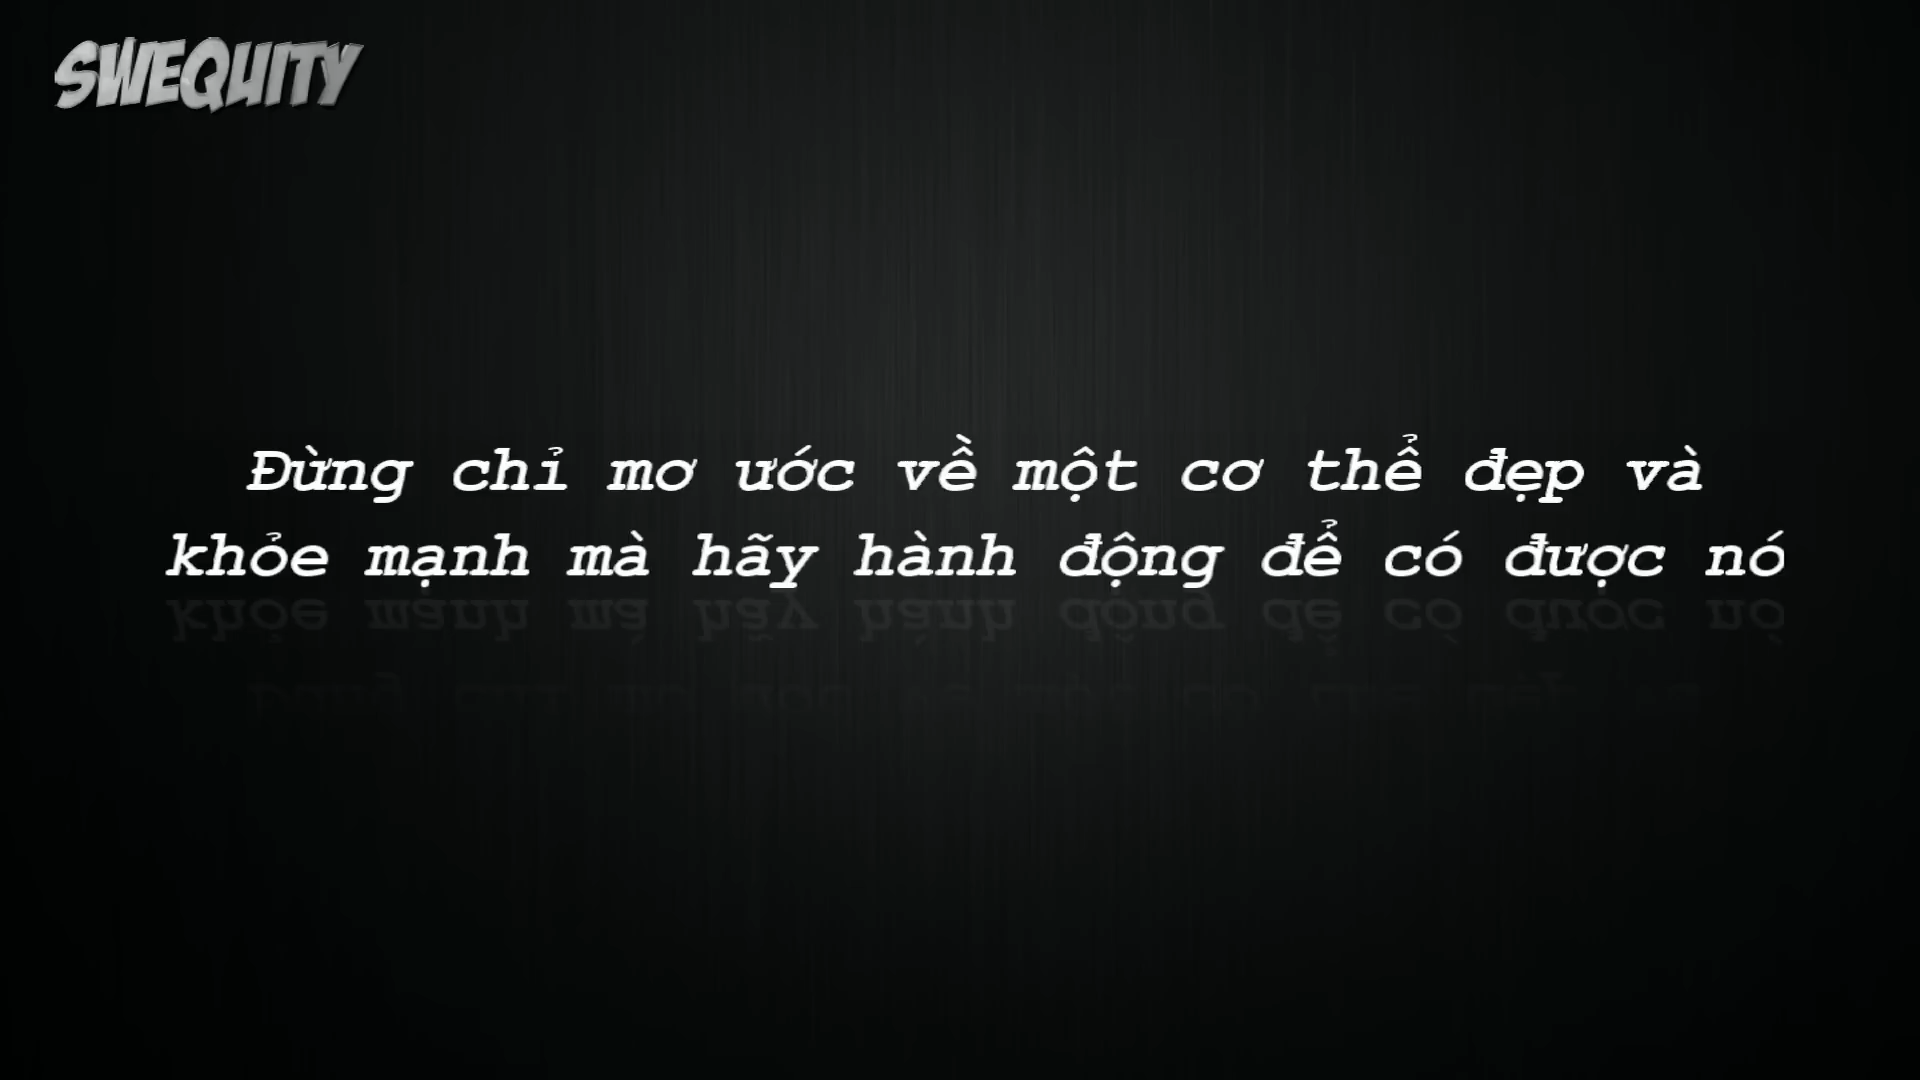 SWEQUITY
Đừng chỉ mơ ước về một cơ thể đẹp và
khỏe mạnh mà hãy hành động để có được nó